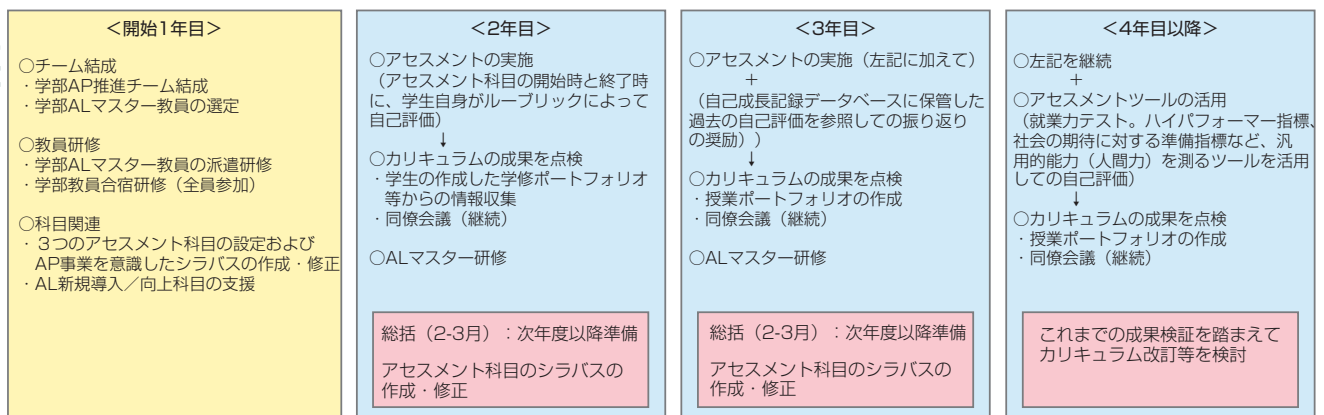 ＜開始1年目＞
○チーム結成
・学部AP推進チーム結成
・学部ALマスター教員の選定
○教員研修
・学部ALマスター教員の派遣研修
・学部教員合宿研修（全員参加）
○科目関連
・３つのアセスメント科目の設定および
AP事業を意識したシラバスの作成・修正
・AL新規導入／向上科目の支援
＜2年目＞
○アセスメントの実施
（アセスメント科目の開始時と終了時
に、学生自身がルーブリックによって
自己評価）
↓
○カリキュラムの成果を点検
・学生の作成した学修ポートフォリオ
等からの情報収集
・同僚会議（継続）
○ALマスター研修
総括（2-3月）：次年度以降準備
アセスメント科目のシラバスの
作成・修正
＜3年目＞
○アセスメントの実施（左記に加えて）
＋
（自己成長記録データベースに保管した
過去の自己評価を参照しての振り返り
の奨励））
↓
○カリキュラムの成果を点検
・授業ポートフォリオの作成
・同僚会議（継続）
○ALマスター研修
総括（2-3月）：次年度以降準備
アセスメント科目のシラバスの
作成・修正
＜4年目以降＞
○左記を継続
＋
○アセスメントツールの活用
（就業力テスト。ハイパフォーマー指標、
社会の期待に対する準備指標など、汎
用的能力（人間力）を測るツールを活用
しての自己評価）
↓
○カリキュラムの成果を点検
・授業ポートフォリオの作成
・同僚会議（継続）
これまでの成果検証を踏まえて
カリキュラム改訂等を検討